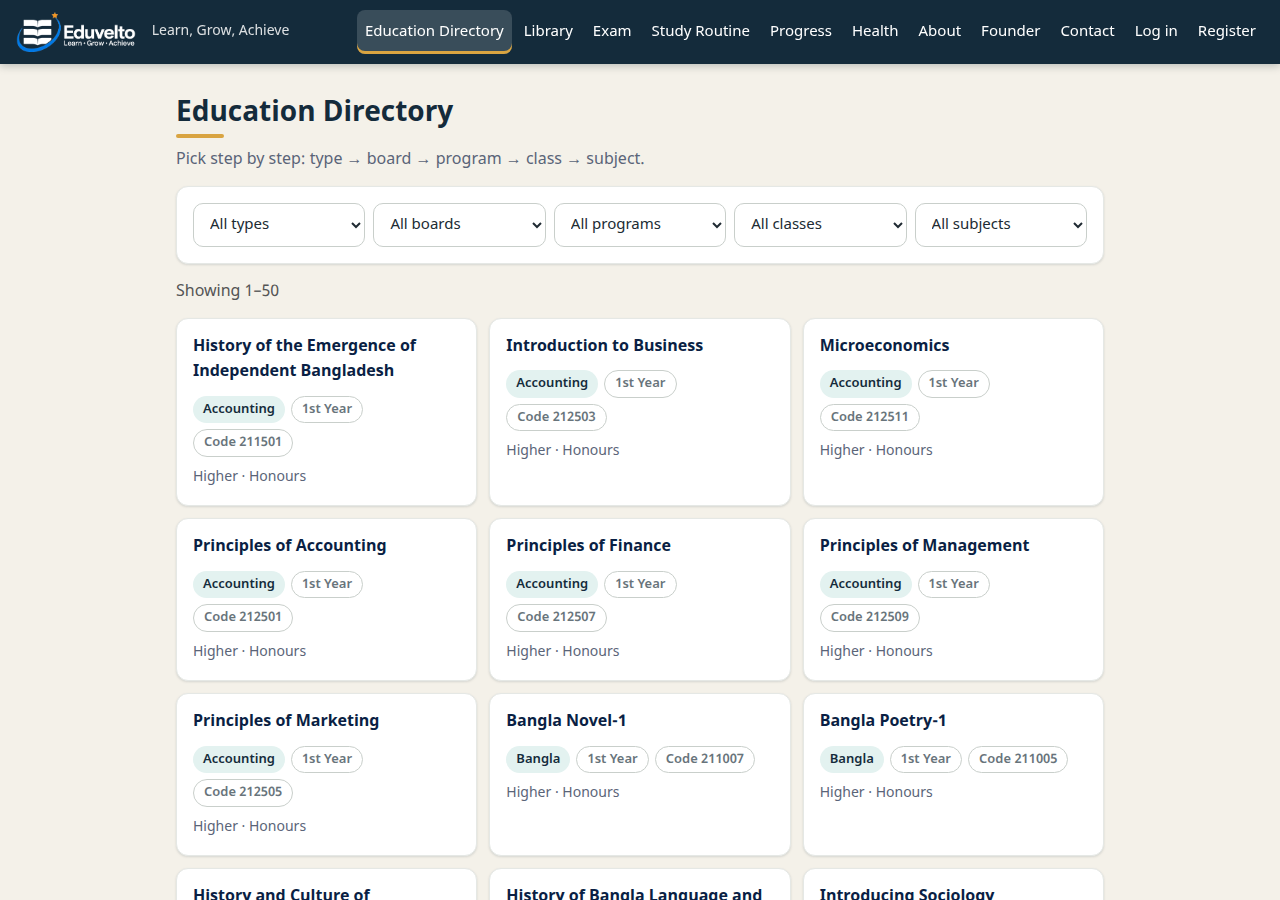 Eduvelto
Learn · Grow · Achieve
Learn, Grow, Achieve
Education Directory
Library
Exam
Study Routine
Progress
Health
About
Founder
Contact
Log in
Register
Education Directory
Pick step by step: type → board → program → class → subject.
All types
All boards
All programs
All classes
All subjects
Showing 1–50
History of the Emergence of
Independent Bangladesh
Accounting
1st Year
Code 211501
Higher · Honours
Introduction to Business
Accounting
1st Year
Code 212503
Higher · Honours
Microeconomics
Accounting
1st Year
Code 212511
Higher · Honours
Principles of Accounting
Accounting
1st Year
Code 212501
Higher · Honours
Principles of Finance
Accounting
1st Year
Code 212507
Higher · Honours
Principles of Management
Accounting
1st Year
Code 212509
Higher · Honours
Principles of Marketing
Accounting
1st Year
Code 212505
Higher · Honours
Bangla Novel-1
Bangla
1st Year
Code 211007
Higher · Honours
Bangla Poetry-1
Bangla
1st Year
Code 211005
Higher · Honours
History and Culture of
History of Bangla Language and
Introducing Sociology